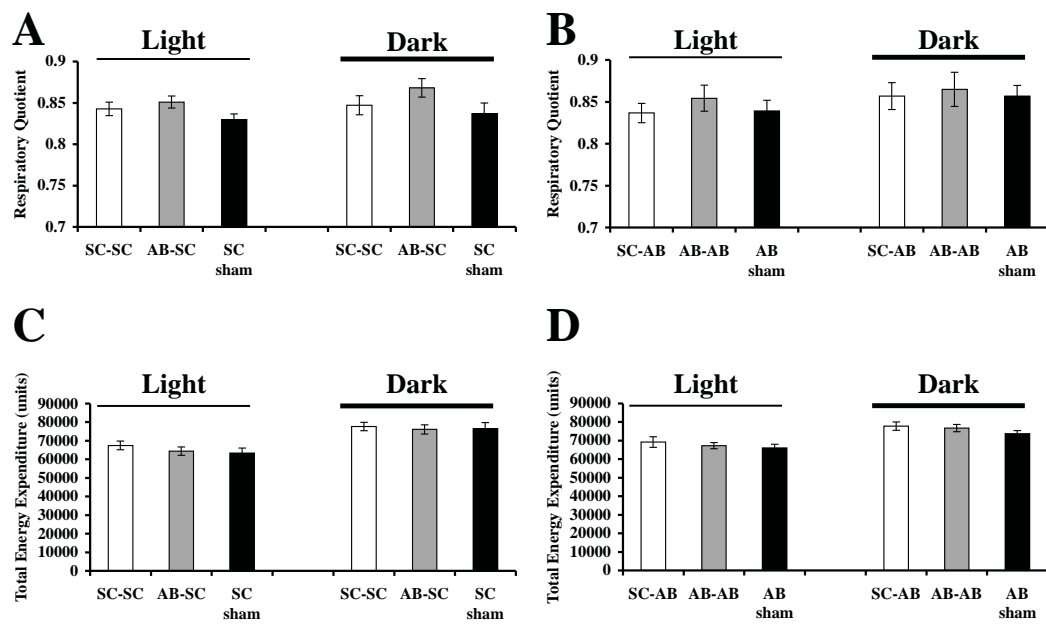 A
Light
Dark
Respiratory Quotient
0.9
0.85
0.8
0.75
0.7
SC-SC AB-SC SC SC-SC AB-SC SC
sham sham
B
Light
Dark
Respiratory Quotient
0.9
0.85
0.8
0.75
0.7
SC-AB AB-AB AB SC-AB AB-AB AB
sham sham
C
Light
Dark
Total Energy Expenditure (units)
90000
80000
70000
60000
50000
40000
30000
20000
10000
0
SC-SC AB-SC SC SC-SC AB-SC SC
sham sham
D
Light
Dark
Total Energy Expenditure (units)
90000
80000
70000
60000
50000
40000
30000
20000
10000
0
SC-AB AB-AB AB SC-AB AB-AB AB
sham sham